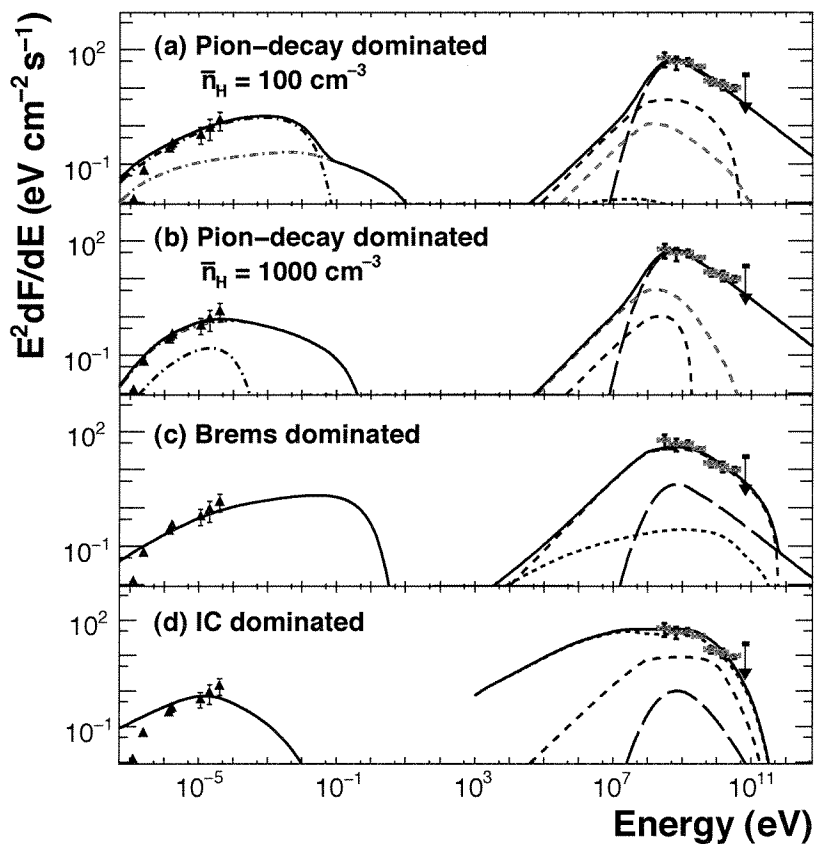 E²dF/dE (eV cm⁻² s⁻¹)
(a) Pion–decay dominated
n̄_H = 100 cm⁻³
10²
10⁻¹
(b) Pion–decay dominated
n̄_H = 1000 cm⁻³
10²
10⁻¹
(c) Brems dominated
10²
10⁻¹
(d) IC dominated
10²
10⁻¹
10⁻⁵ 10⁻¹ 10³ 10⁷ 10¹¹
Energy (eV)